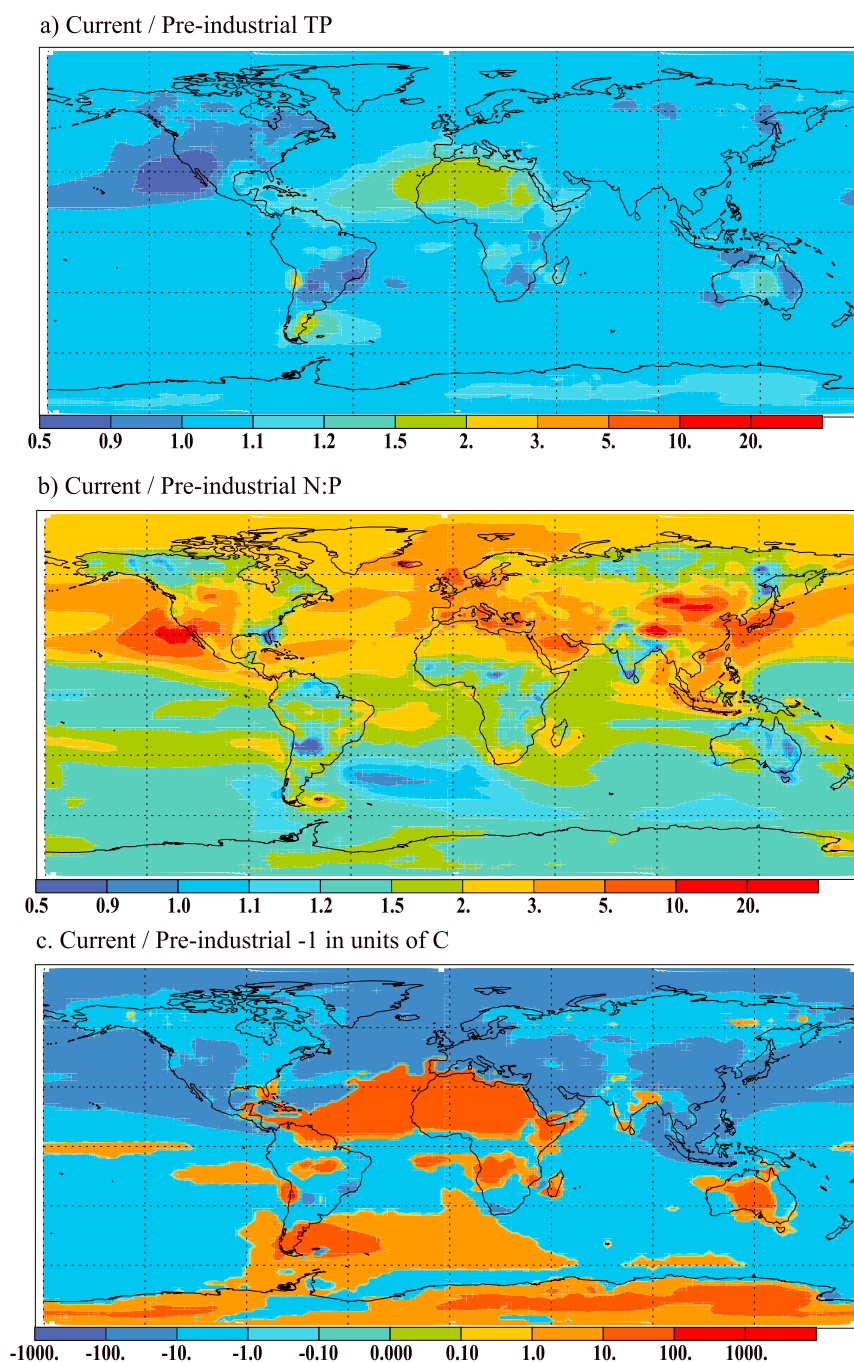 a) Current / Pre-industrial TP
0.5 0.9 1.0 1.1 1.2 1.5 2. 3. 5. 10. 20.
b) Current / Pre-industrial N:P
0.5 0.9 1.0 1.1 1.2 1.5 2. 3. 5. 10. 20.
c. Current / Pre-industrial -1 in units of C
-1000. -100. -10. -1.0 -0.10 0.000 0.10 1.0 10. 100. 1000.